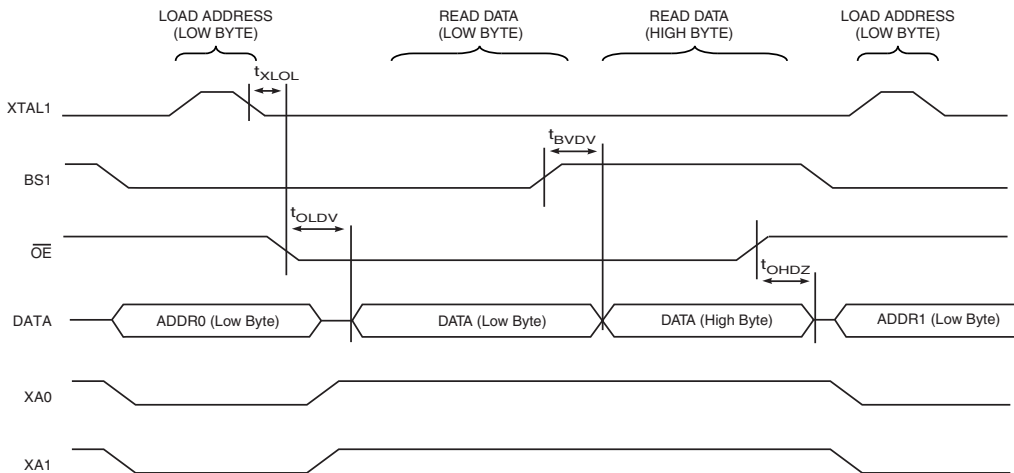 LOAD ADDRESS
(LOW BYTE)
READ DATA
(LOW BYTE)
READ DATA
(HIGH BYTE)
LOAD ADDRESS
(LOW BYTE)
tXLOL
XTAL1
tBVDV
BS1
tOLDV
OE
tOHDZ
DATA
ADDR0 (Low Byte)
DATA (Low Byte)
DATA (High Byte)
ADDR1 (Low Byte)
XA0
XA1